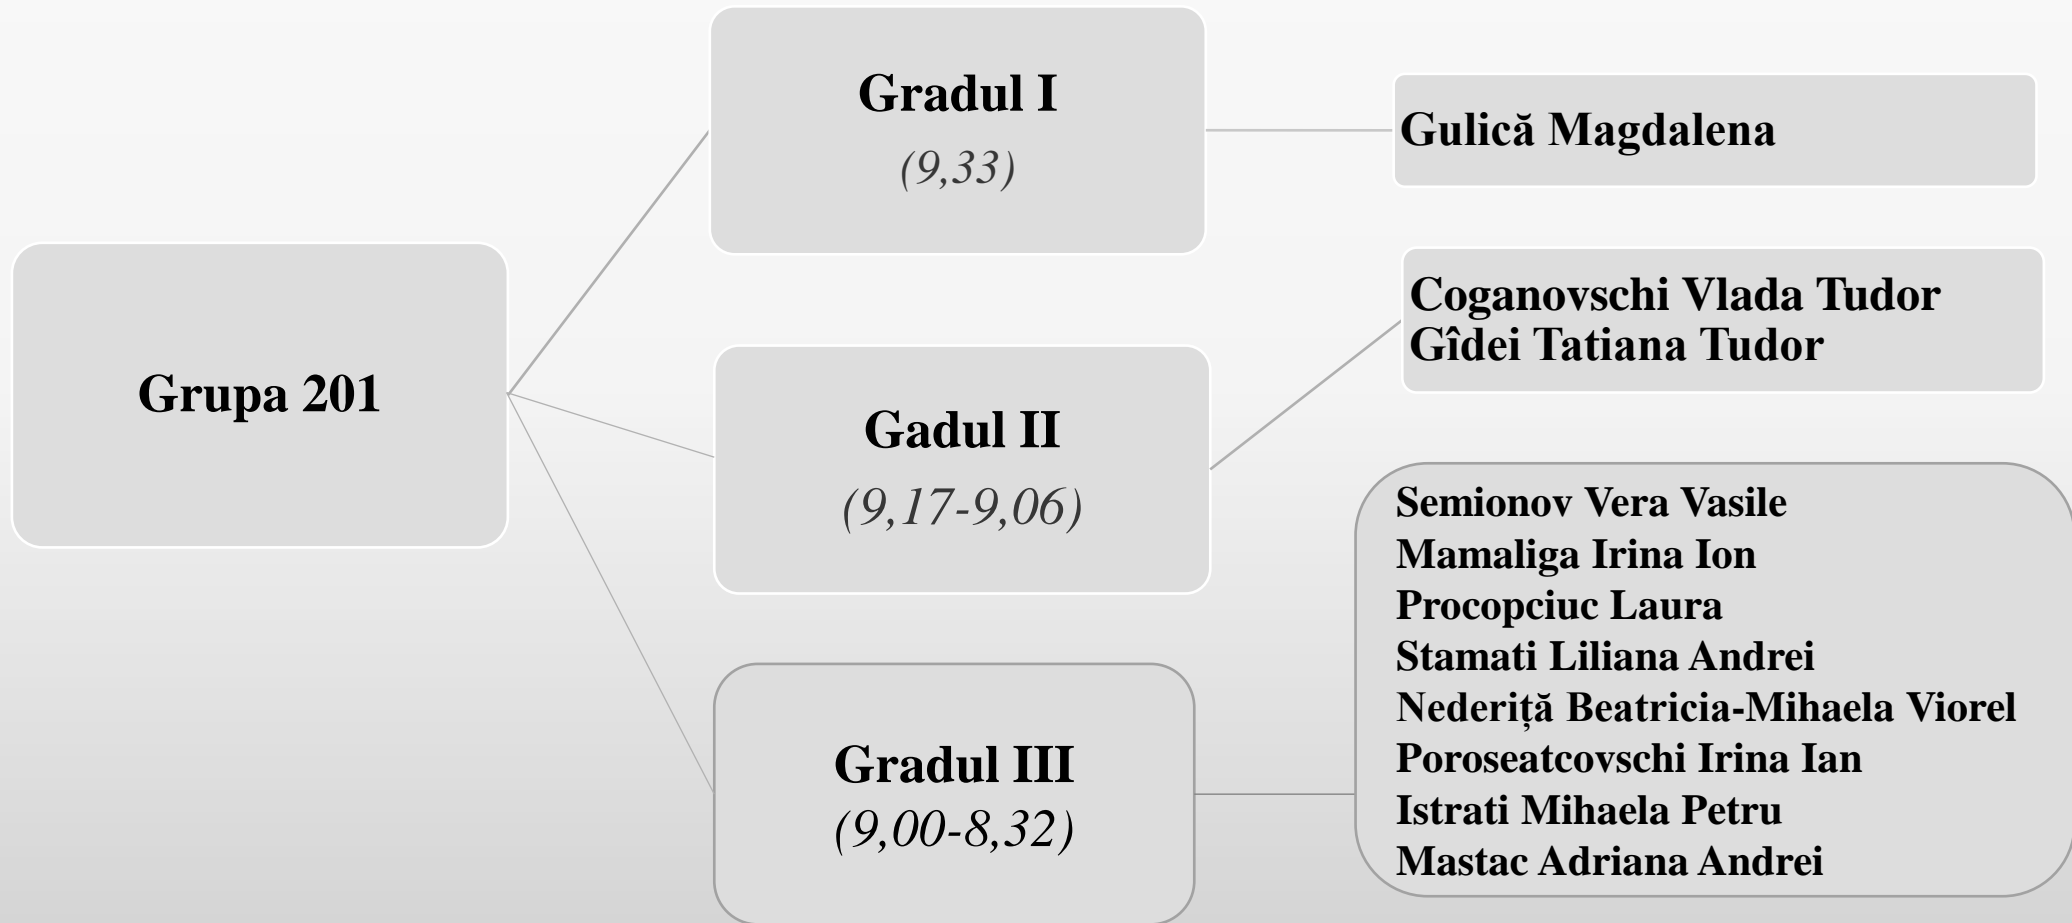 Grupa 201
Gradul I
(9,33)
Gulică Magdalena
Gadul II
(9,17-9,06)
Coganovschi Vlada Tudor
Gîdei Tatiana Tudor
Gradul III
(9,00-8,32)
Semionov Vera Vasile
Mamaliga Irina Ion
Procopciuc Laura
Stamati Liliana Andrei
Nederiță Beatricia-Mihaela Viorel
Poroseatcovschi Irina Ian
Istrati Mihaela Petru
Mastac Adriana Andrei